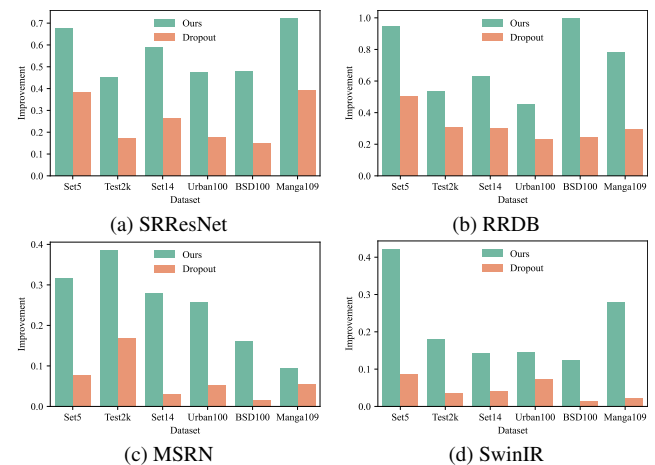 0.7
0.6
0.5
0.4
0.3
0.2
0.1
0.0
Improvement
Ours
Dropout
Set5 Test2k Set14 Urban100 BSD100 Manga109
Dataset
(a) SRResNet
1.0
0.8
0.6
0.4
0.2
0.0
Improvement
Ours
Dropout
Set5 Test2k Set14 Urban100 BSD100 Manga109
Dataset
(b) RRDB
0.4
0.3
0.2
0.1
0.0
Improvement
Ours
Dropout
Set5 Test2k Set14 Urban100 BSD100 Manga109
Dataset
(c) MSRN
0.4
0.3
0.2
0.1
0.0
Improvement
Ours
Dropout
Set5 Test2k Set14 Urban100 BSD100 Manga109
Dataset
(d) SwinIR